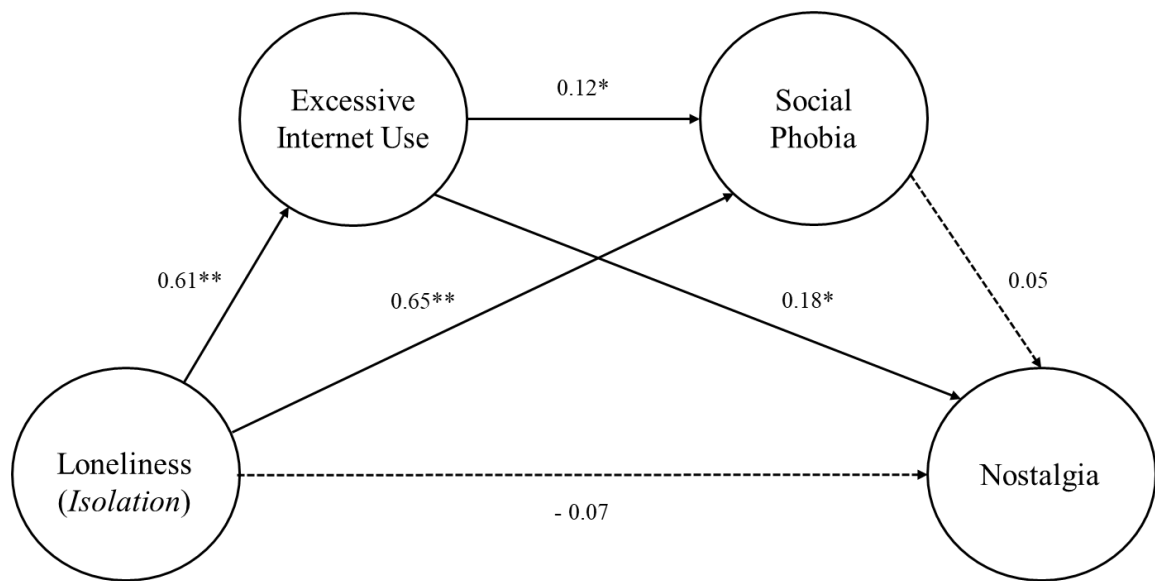 Excessive
Internet Use
0.12*
Social
Phobia
0.61**
0.65**
0.18*
0.05
Loneliness
(Isolation)
- 0.07
Nostalgia